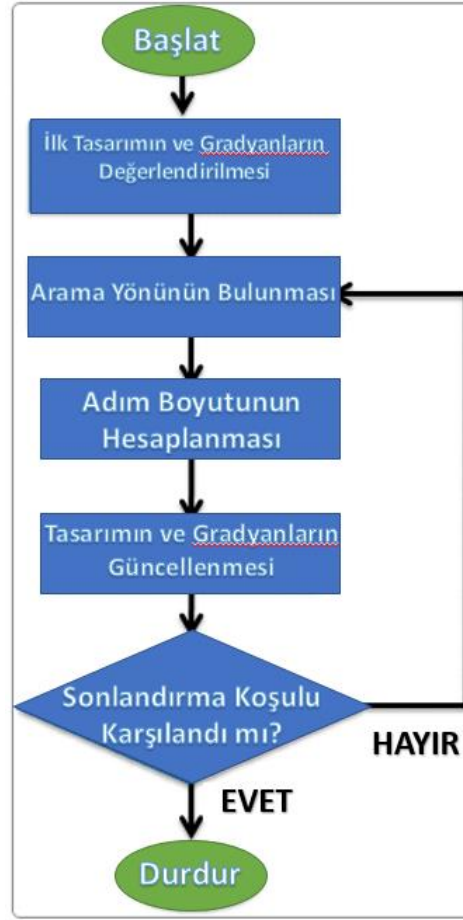 Başlat
İlk Tasarımın ve Gradyanların
Değerlendirilmesi
Arama Yönünün Bulunması
Adım Boyutunun
Hesaplanması
Tasarımın ve Gradyanların
Güncellenmesi
Sonlandırma Koşulu
Karşılandı mı?
HAYIR
EVET
Durdur